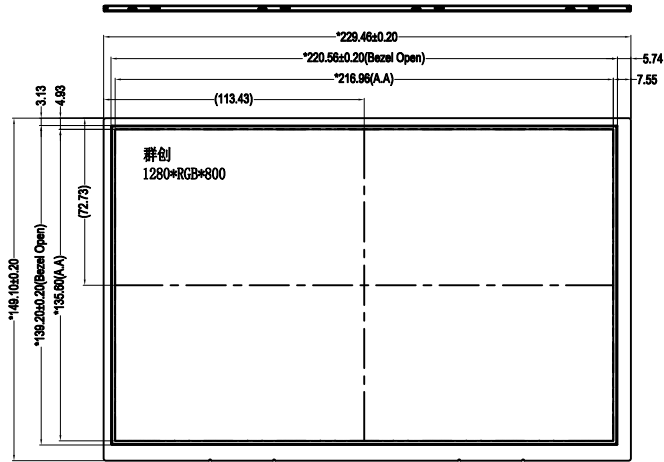 *229.46±0.20
*220.56±0.20(Bezel Open)
5.74
*216.96(A.A)
7.55
(113.43)
3.13
4.93
群创
1280*RGB*800
(72.73)
*149.10±0.20
*139.20±0.20(Bezel Open)
*135.60(A.A)